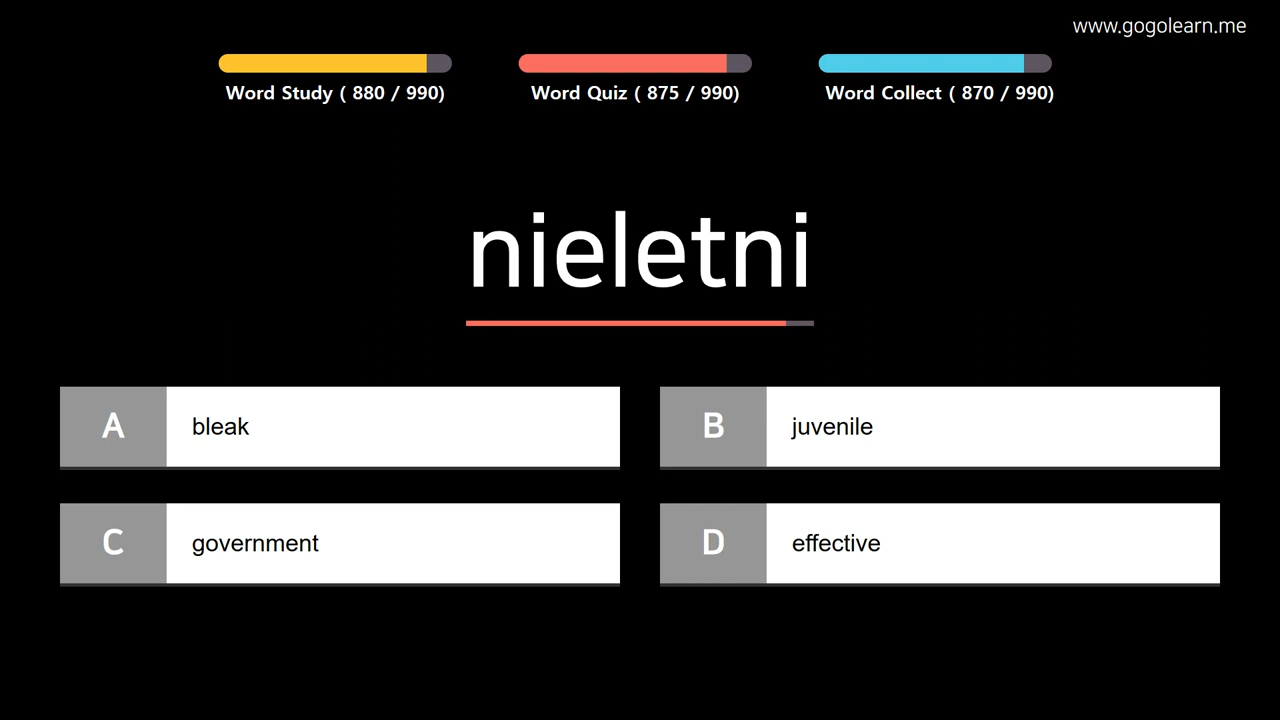 www.gogolearn.me
Word Study ( 880 / 990)
Word Quiz ( 875 / 990)
Word Collect ( 870 / 990)
nieletni
A bleak
B juvenile
C government
D effective